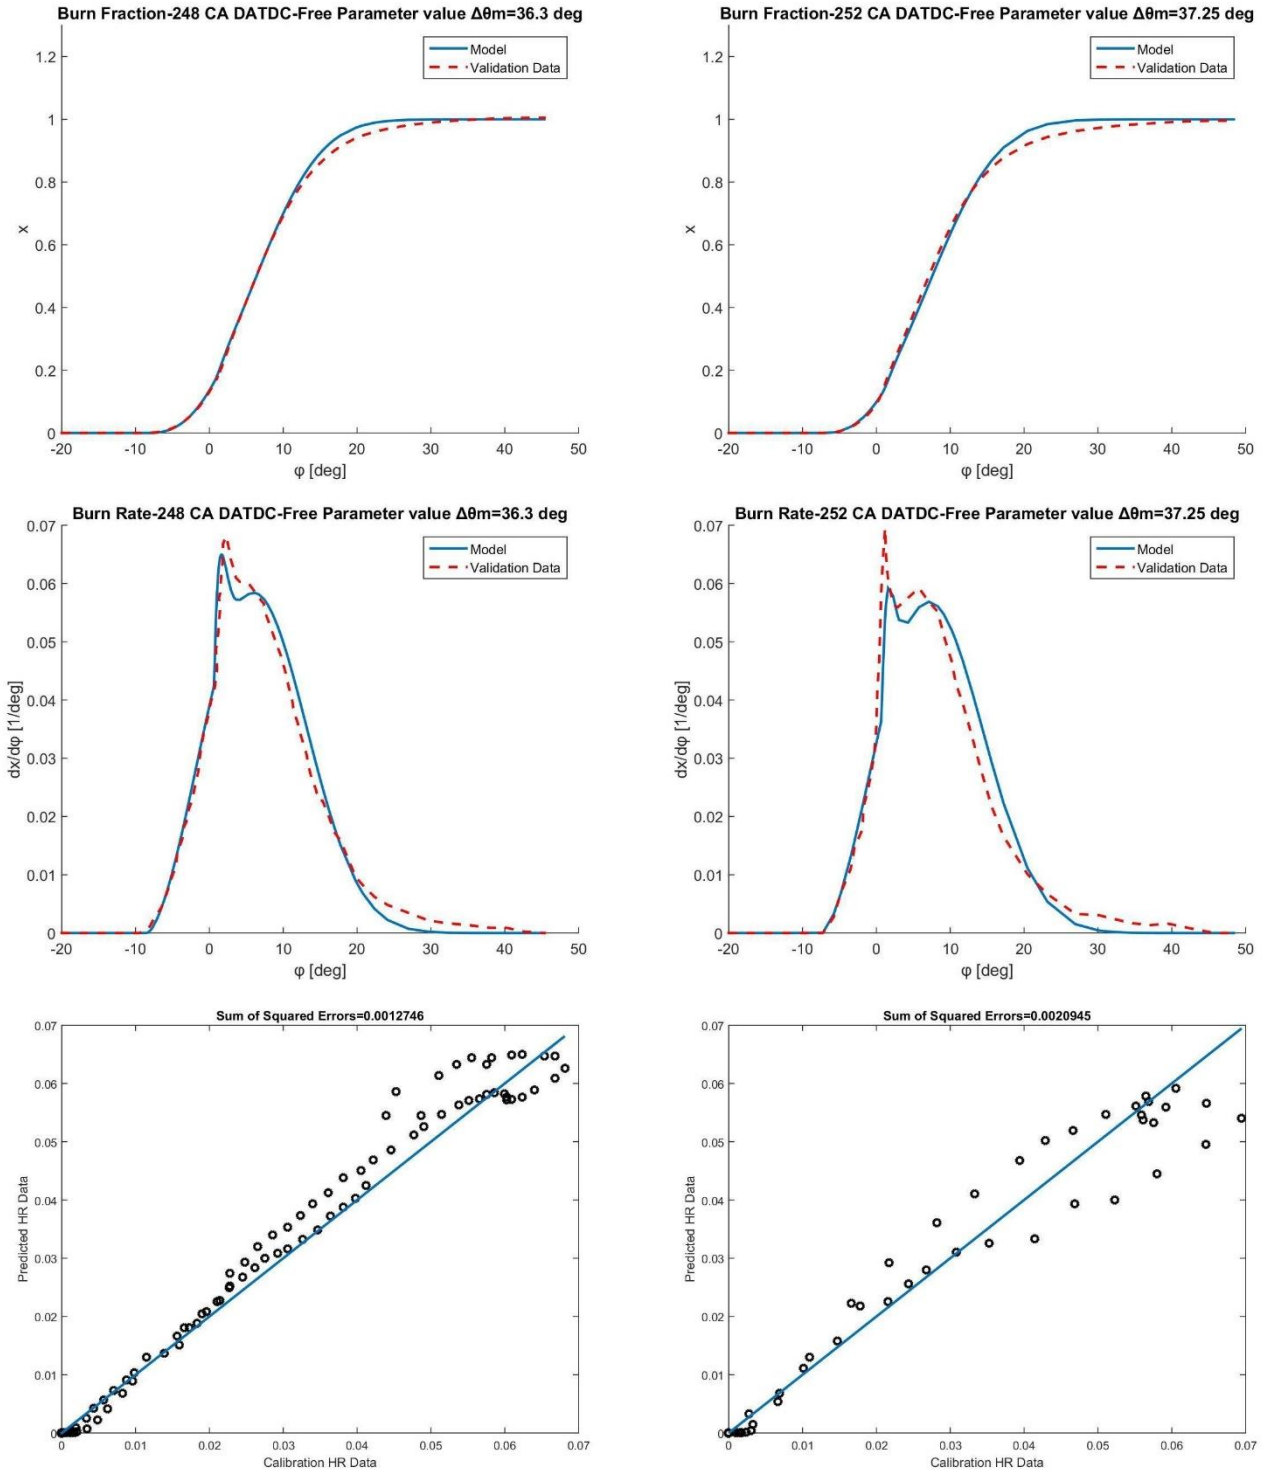 Burn Fraction-248 CA DATDC-Free Parameter value Δθm=36.3 deg
1.2
1
0.8
0.6
0.4
0.2
0
x
-20 -10 0 10 20 30 40 50
φ [deg]
Model
Validation Data
Burn Fraction-252 CA DATDC-Free Parameter value Δθm=37.25 deg
1.2
1
0.8
0.6
0.4
0.2
0
x
-20 -10 0 10 20 30 40 50
φ [deg]
Model
Validation Data
Burn Rate-248 CA DATDC-Free Parameter value Δθm=36.3 deg
0.07
0.06
0.05
0.04
0.03
0.02
0.01
0
dx/dφ [1/deg]
-20 -10 0 10 20 30 40 50
φ [deg]
Model
Validation Data
Burn Rate-252 CA DATDC-Free Parameter value Δθm=37.25 deg
0.07
0.06
0.05
0.04
0.03
0.02
0.01
0
dx/dφ [1/deg]
-20 -10 0 10 20 30 40 50
φ [deg]
Model
Validation Data
Sum of Squared Errors=0.0012746
0.07
0.06
0.05
0.04
0.03
0.02
0.01
0
Predicted HR Data
0 0.01 0.02 0.03 0.04 0.05 0.06 0.07
Calibration HR Data
Sum of Squared Errors=0.0020945
0.07
0.06
0.05
0.04
0.03
0.02
0.01
0
Predicted HR Data
0 0.01 0.02 0.03 0.04 0.05 0.06 0.07
Calibration HR Data